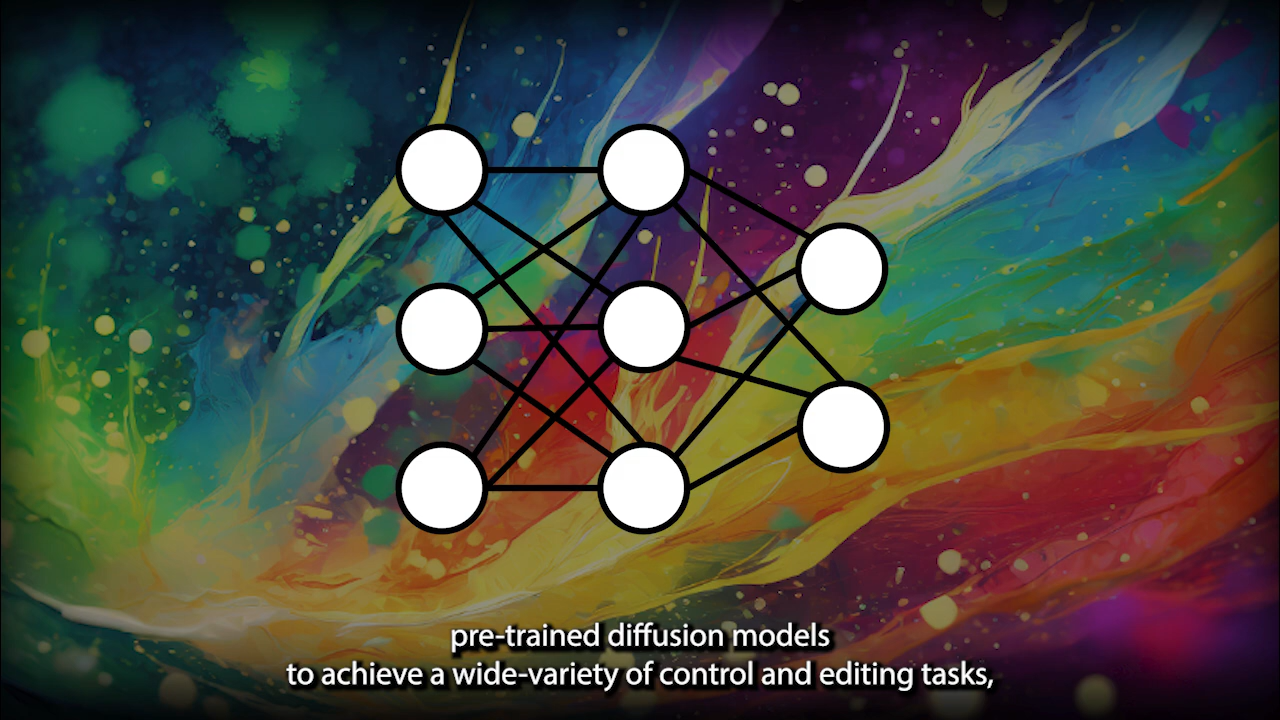 pre-trained diffusion models
to achieve a wide-variety of control and editing tasks,